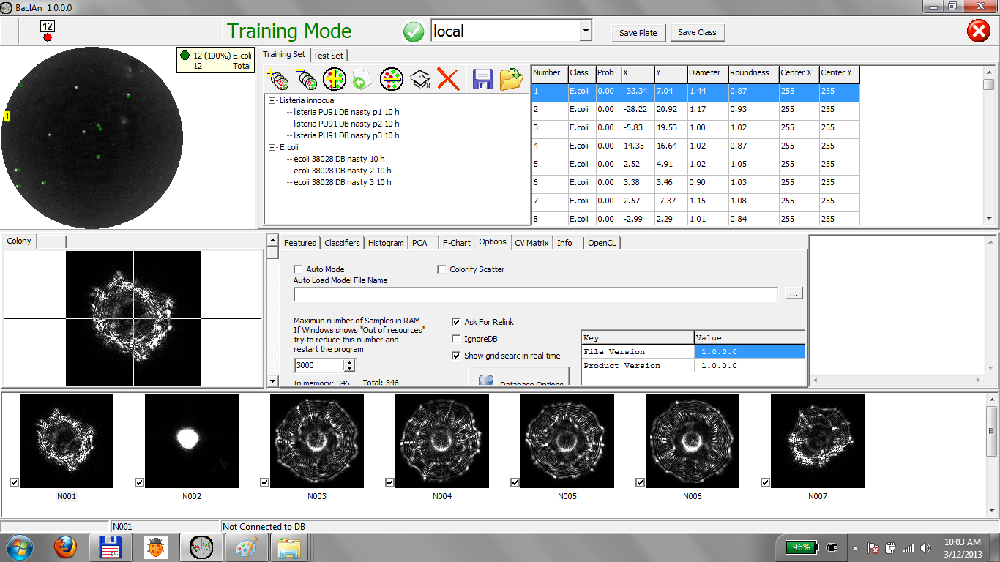 BacIAn 1.0.0.0
12
Training Mode
local
Save Plate
Save Class
1
12 (100%) E.coli
12 Total
Training Set
Test Set
Listeria innocua
listeria PU91 DB nasty p1 10 h
listeria PU91 DB nasty p2 10 h
listeria PU91 DB nasty p3 10 h
E.coli
ecoli 38028 DB nasty 10 h
ecoli 38028 DB nasty 2 10 h
ecoli 38028 DB nasty 3 10 h
Number Class Prob X Y Diameter Roundness Center X Center Y
1 E.coli 0.00 -33.34 7.04 1.44 0.87 255 255
2 E.coli 0.00 -28.22 20.92 1.17 0.93 255 255
3 E.coli 0.00 -5.83 19.53 1.00 1.02 255 255
4 E.coli 0.00 14.35 16.64 1.02 0.87 255 255
5 E.coli 0.00 2.52 4.91 1.02 1.05 255 255
6 E.coli 0.00 3.38 3.46 0.90 1.03 255 255
7 E.coli 0.00 2.57 -7.37 1.15 1.08 255 255
8 E.coli 0.00 -2.99 2.29 1.01 0.84 255 255
Colony
Features Classifiers Histogram PCA F-Chart Options CV Matrix Info OpenCL
Auto Mode
Colorify Scatter
Auto Load Model File Name
...
Maximun number of Samples in RAM
If Windows shows "Out of resources"
try to reduce this number and
restart the program
3000
In memory: 346 Total: 346
Ask For Relink
IgnoreDB
Show grid searc in real time
Database Options
Key Value
File Version 1.0.0.0
Product Version 1.0.0.0
N001 N002 N003 N004 N005 N006 N007
N001
Not Connected to DB
64
96%
10:03 AM
3/12/2013